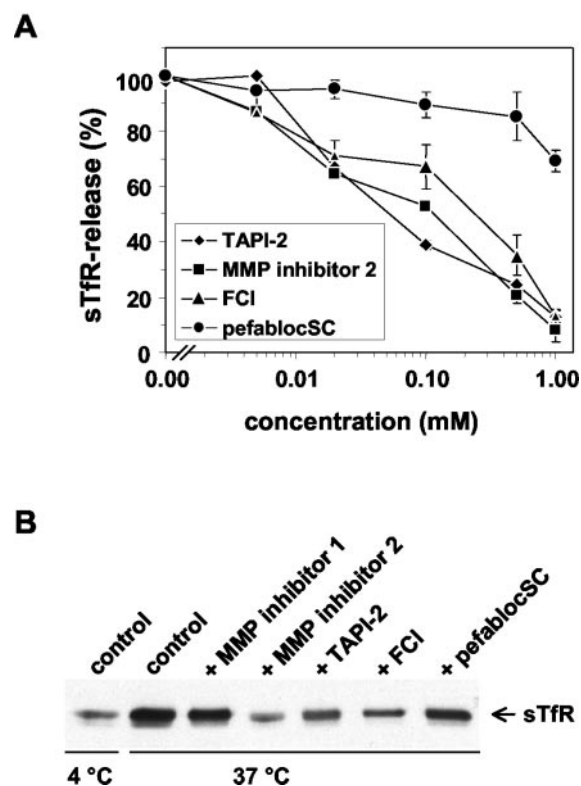 A
sTfR-release (%)
100
80
60
40
20
0
TAPI-2
MMP inhibitor 2
FCI
pefablocSC
0.00
0.01
0.10
1.00
concentration (mM)
B
control
control
+ MMP inhibitor 1
+ MMP inhibitor 2
+ TAPI-2
+ FCI
+ pefablocSC
← sTfR
4 °C
37 °C